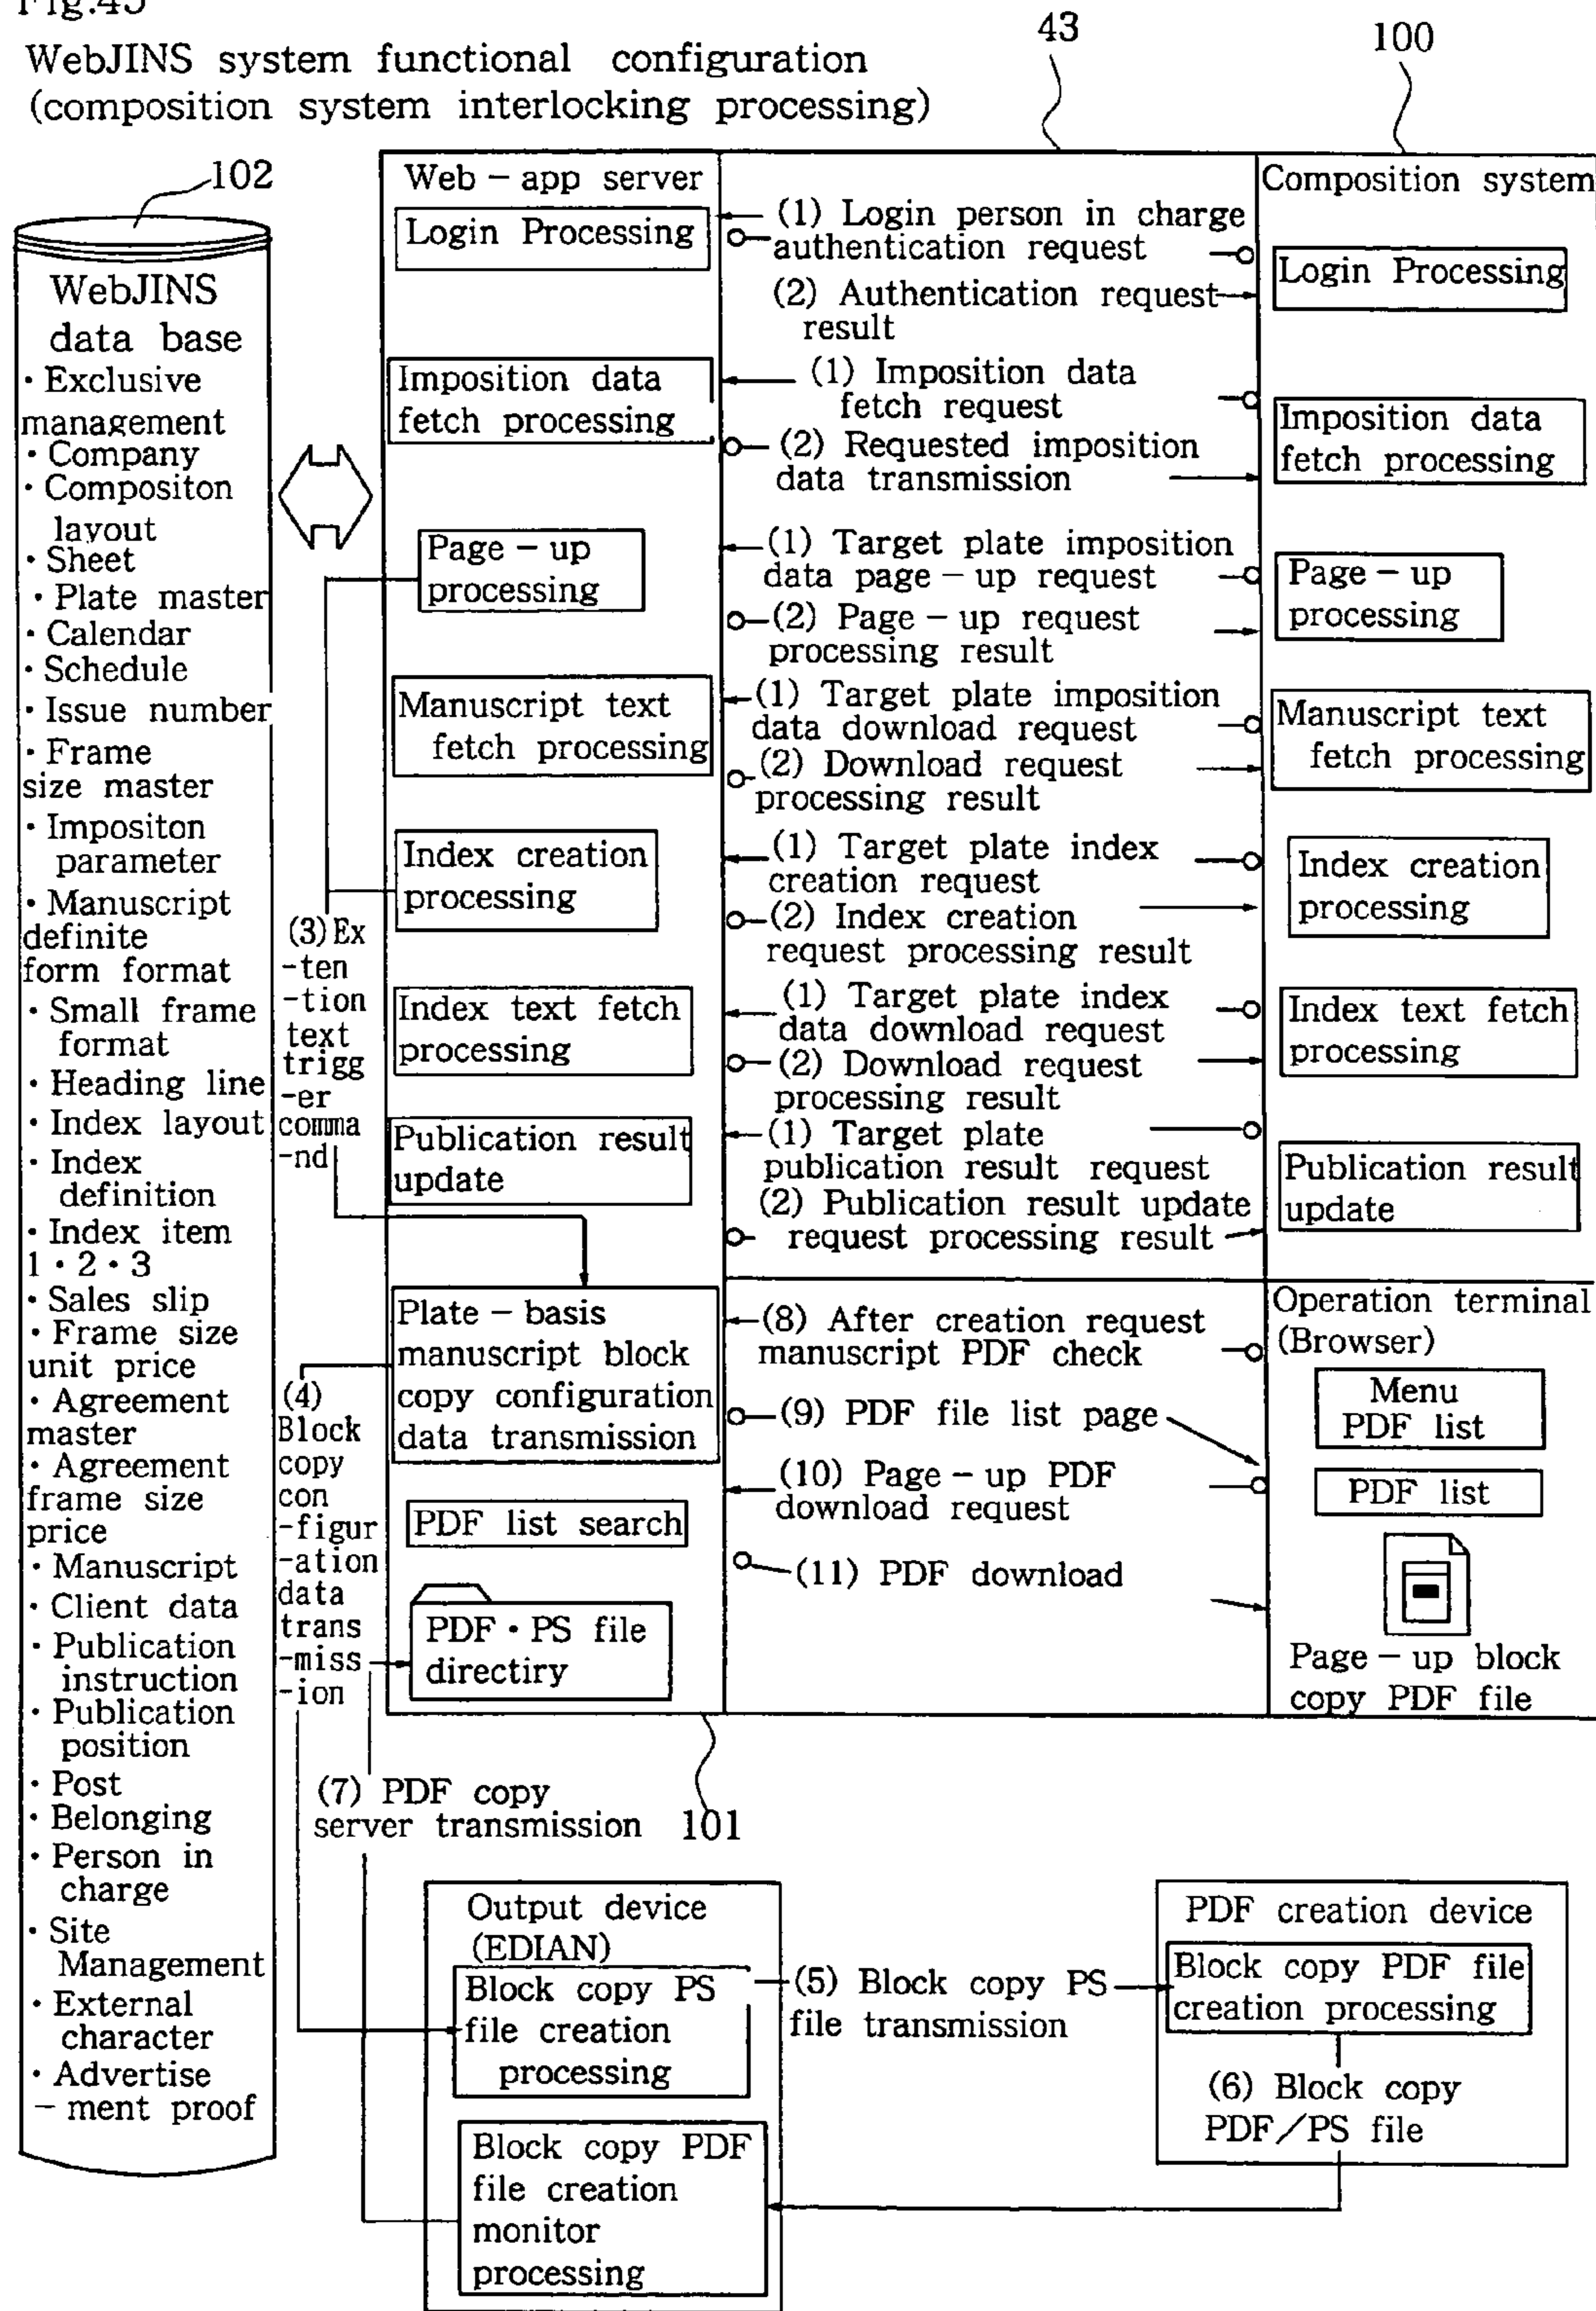 Fig.45
WebJINS system functional configuration
(composition system interlocking processing)
43
100
102
WebJINS
data base
・Exclusive
management
・Company
・Compositon
layout
・Sheet
・Plate master
・Calendar
・Schedule
・Issue number
・Frame
size master
・Impositon
parameter
・Manuscript
definite
form format
・Small frame
format
・Heading line
・Index layout
・Index
definition
・Index item
1・2・3
・Sales slip
・Frame size
unit price
・Agreement
master
・Agreement
frame size
price
・Manuscript
・Client data
・Publication
instruction
・Publication
position
・Post
・Belonging
・Person in
charge
・Site
Management
・External
character
・Advertise
-ment proof
(3)Ex
-ten
-tion
text
trigg
-er
comma
-nd
(4)
Block
copy
con
-figur
-ation
data
trans
-miss
-ion
Web-app server
Login Processing
Imposition data
fetch processing
Page-up
processing
Manuscript text
fetch processing
Index creation
processing
Index text fetch
processing
Publication result
update
Plate-basis
manuscript block
copy configuration
data transmission
PDF list search
PDF・PS file
directiry
(1) Login person in charge
authentication request
(2) Authentication request
result
(1) Imposition data
fetch request
(2) Requested imposition
data transmission
(1) Target plate imposition
data page-up request
(2) Page-up request
processing result
(1) Target plate imposition
data download request
(2) Download request
processing result
(1) Target plate index
creation request
(2) Index creation
request processing result
(1) Target plate index
data download request
(2) Download request
processing result
(1) Target plate
publication result request
(2) Publication result update
request processing result
(8) After creation request
manuscript PDF check
(9) PDF file list page
(10) Page-up PDF
download request
(11) PDF download
Composition system
Login Processing
Imposition data
fetch processing
Page-up
processing
Manuscript text
fetch processing
Index creation
processing
Index text fetch
processing
Publication result
update
Operation terminal
(Browser)
Menu
PDF list
PDF list
Page-up block
copy PDF file
(7) PDF copy
server transmission
101
Output device
(EDIAN)
Block copy PS
file creation
processing
Block copy PDF
file creation
monitor
processing
(5) Block copy PS
file transmission
PDF creation device
Block copy PDF file
creation processing
(6) Block copy
PDF/PS file